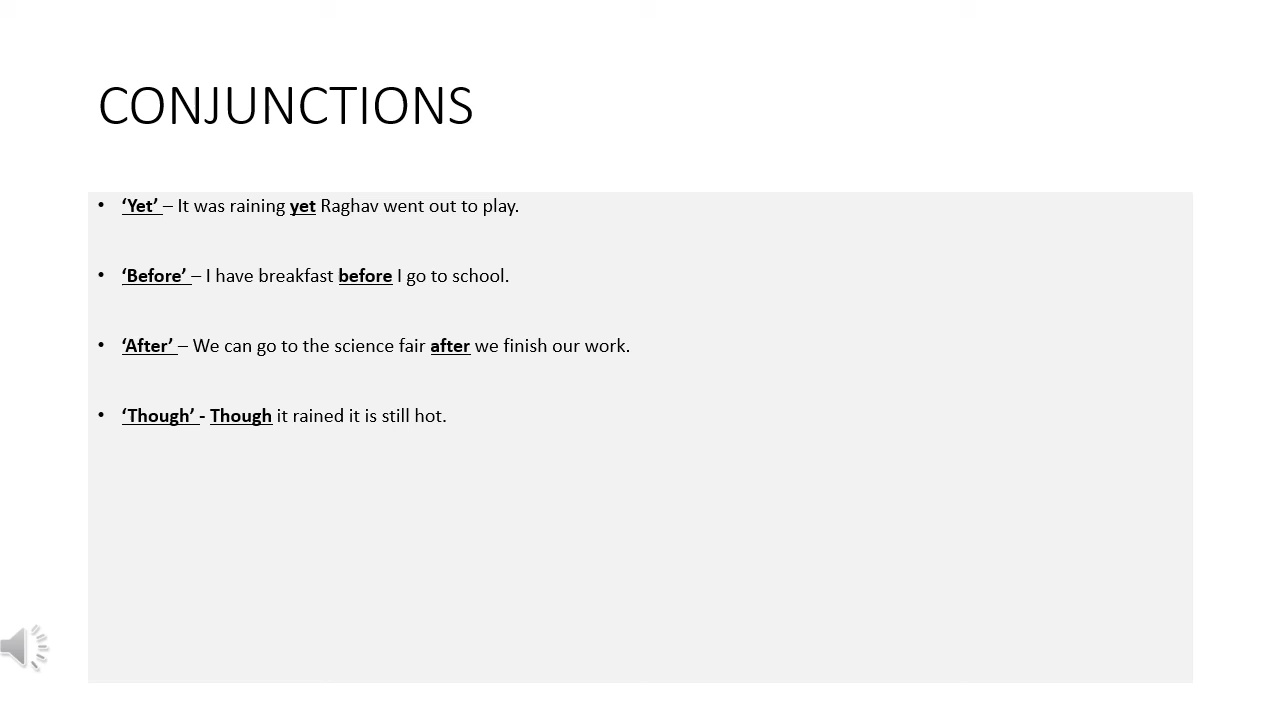 CONJUNCTIONS
• ‘Yet’ – It was raining yet Raghav went out to play.
• ‘Before’ – I have breakfast before I go to school.
• ‘After’ – We can go to the science fair after we finish our work.
• ‘Though’ - Though it rained it is still hot.